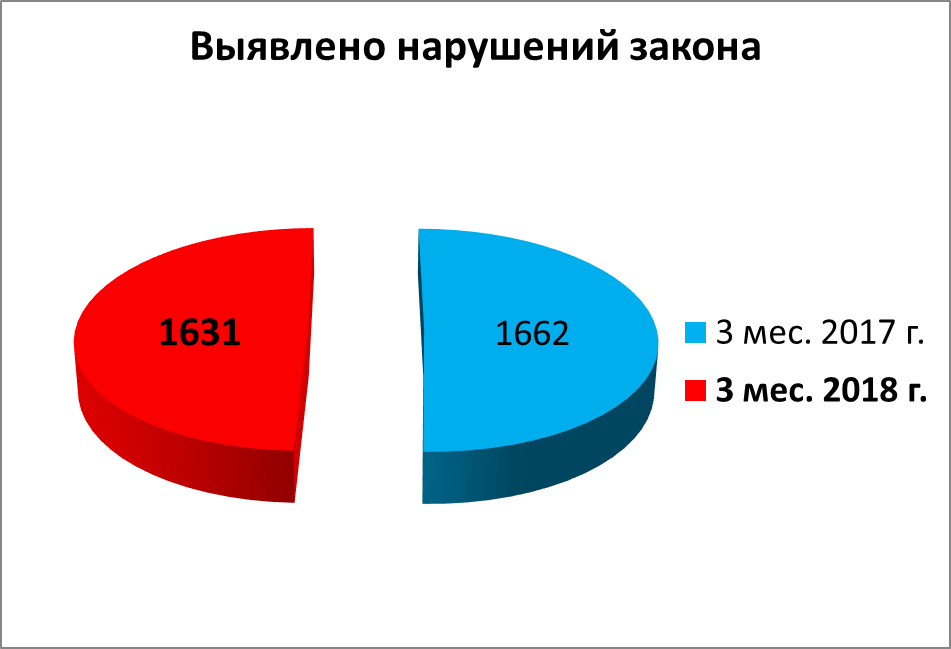 Выявлено нарушений закона
1631
1662
3 мес. 2017 г.
3 мес. 2018 г.